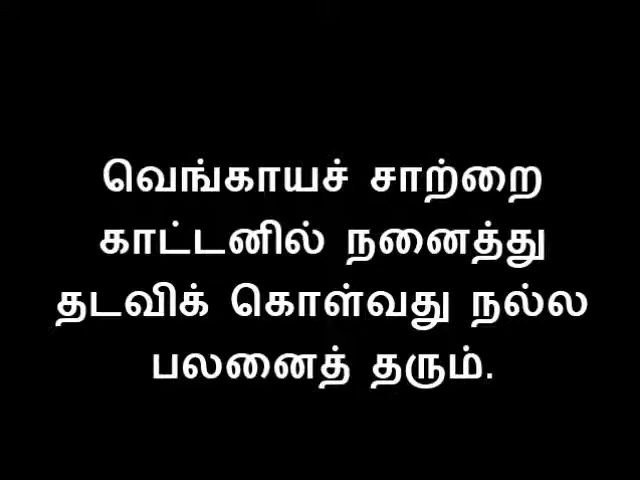 வெங்காயச் சாற்றை
காட்டனில் நனைத்து
தடவிக் கொள்வது நல்ல
பலனைத் தரும்.